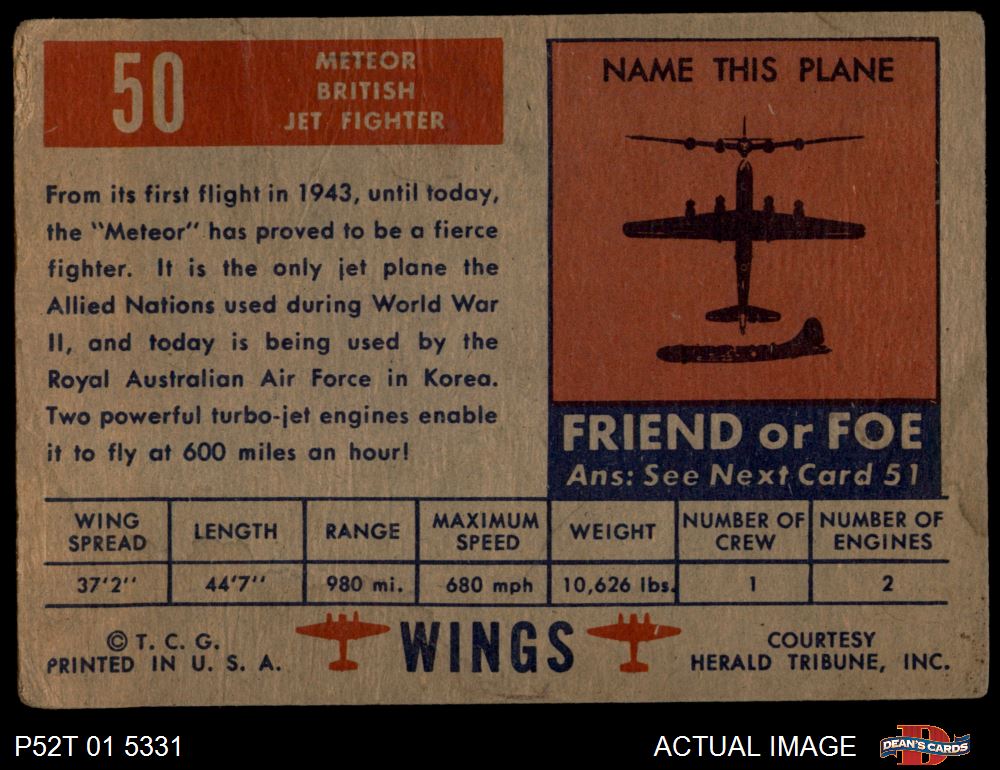 50
METEOR
BRITISH
JET FIGHTER
From its first flight in 1943, until today,
the "Meteor" has proved to be a fierce
fighter. It is the only jet plane the
Allied Nations used during World War
II, and today is being used by the
Royal Australian Air Force in Korea.
Two powerful turbo-jet engines enable
it to fly at 600 miles an hour!
NAME THIS PLANE
FRIEND or FOE
Ans: See Next Card 51
WING SPREAD LENGTH RANGE MAXIMUM SPEED WEIGHT NUMBER OF CREW NUMBER OF ENGINES
37'2'' 44'7'' 980 mi. 680 mph 10,626 lbs. 1 2
© T. C. G.
PRINTED IN U. S. A.
WINGS
COURTESY
HERALD TRIBUNE, INC.
P52T 01 5331
ACTUAL IMAGE
D
DEAN'S CARDS